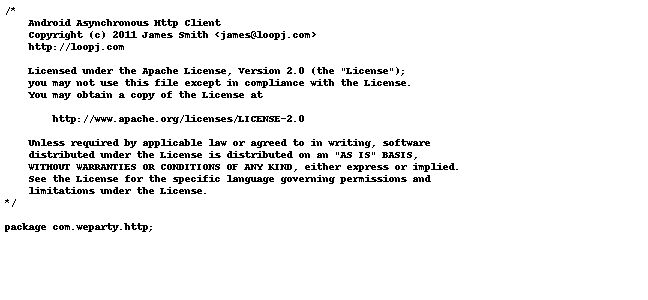 /*
Android Asynchronous Http Client
Copyright (c) 2011 James Smith <james@loopj.com>
http://loopj.com
Licensed under the Apache License, Version 2.0 (the "License");
you may not use this file except in compliance with the License.
You may obtain a copy of the License at
http://www.apache.org/licenses/LICENSE-2.0
Unless required by applicable law or agreed to in writing, software
distributed under the License is distributed on an "AS IS" BASIS,
WITHOUT WARRANTIES OR CONDITIONS OF ANY KIND, either express or implied.
See the License for the specific language governing permissions and
limitations under the License.
*/
package com.weparty.http;